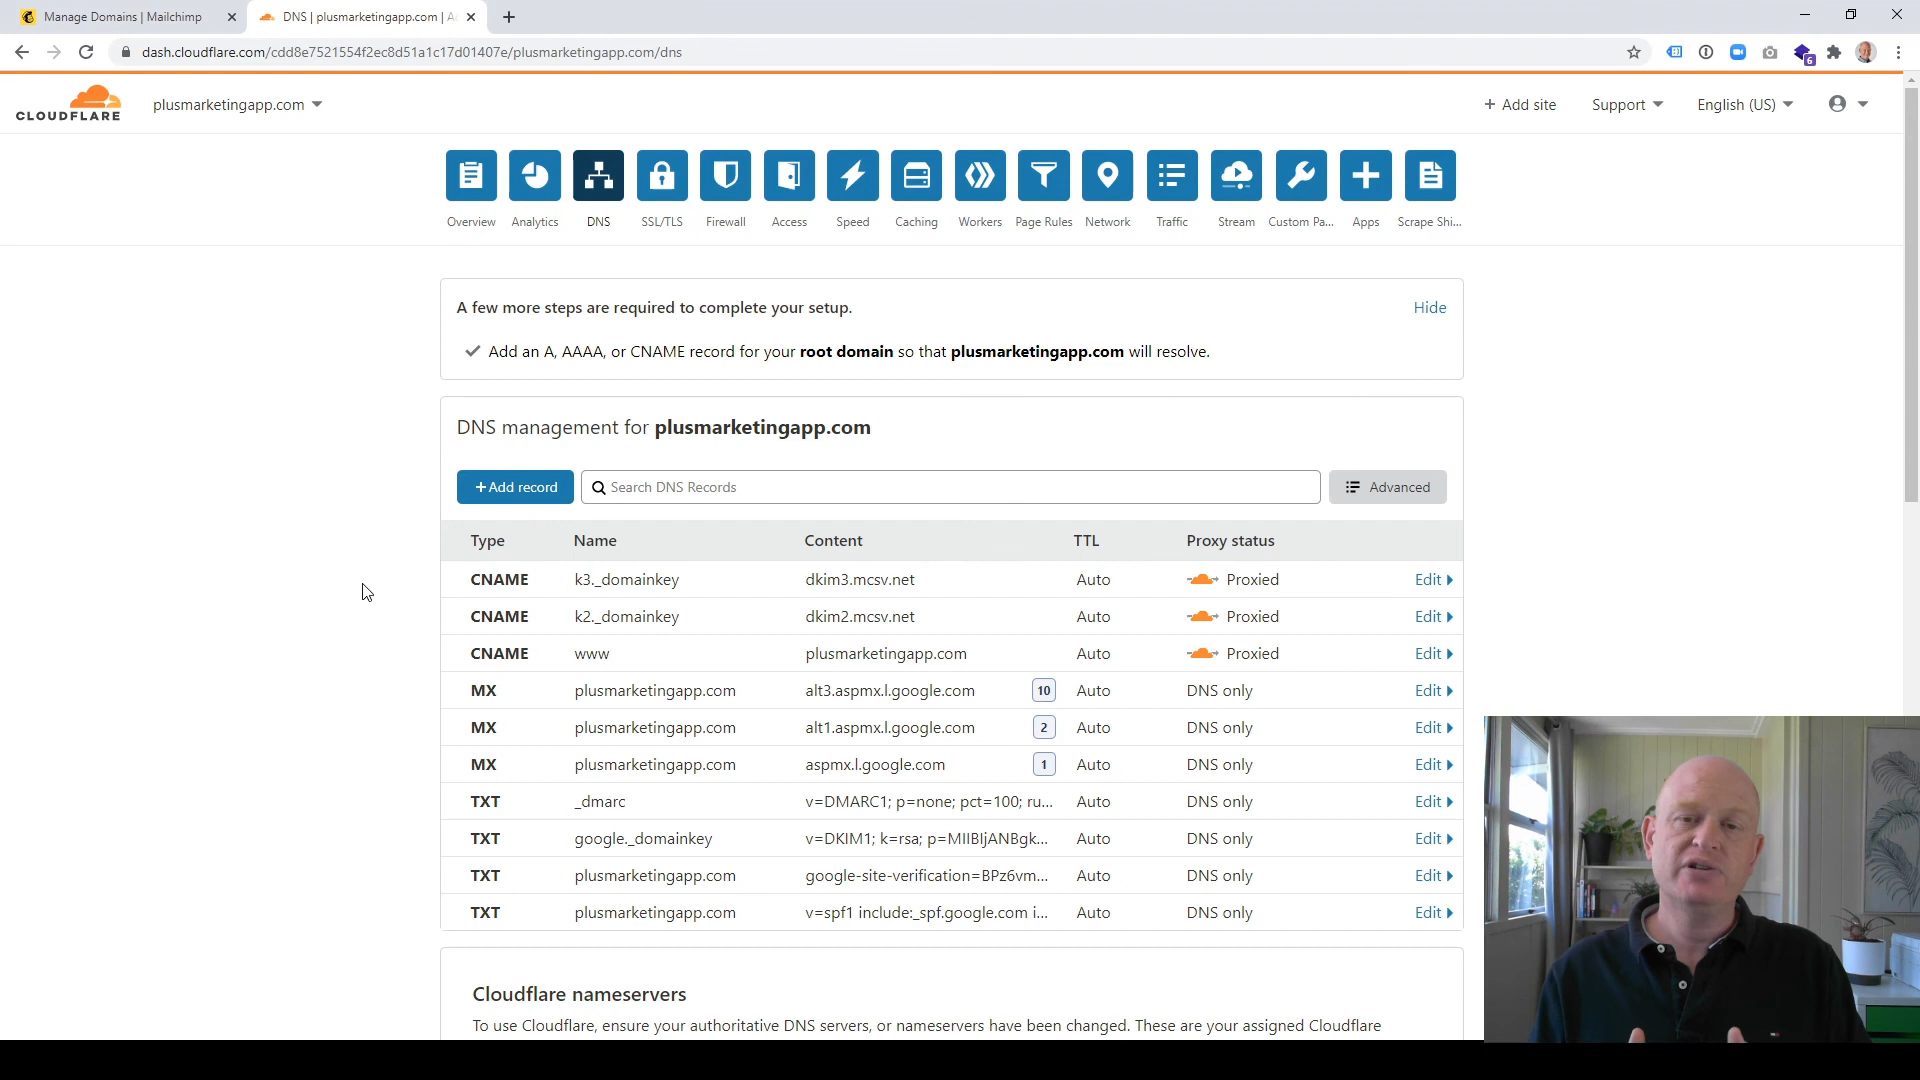 Manage Domains | Mailchimp
DNS | plusmarketingapp.com | A
dash.cloudflare.com/cdd8e7521554f2ec8d51a1c17d01407e/plusmarketingapp.com/dns
6
CLOUDFLARE
plusmarketingapp.com
+ Add site
Support
English (US)
Overview
Analytics
DNS
SSL/TLS
Firewall
Access
Speed
Caching
Workers
Page Rules
Network
Traffic
Stream
Custom Pa...
Apps
Scrape Shi...
A few more steps are required to complete your setup.
Hide
Add an A, AAAA, or CNAME record for your root domain so that plusmarketingapp.com will resolve.
DNS management for plusmarketingapp.com
+ Add record
Search DNS Records
Advanced
Type Name Content TTL Proxy status
CNAME k3._domainkey dkim3.mcsv.net Auto Proxied Edit
CNAME k2._domainkey dkim2.mcsv.net Auto Proxied Edit
CNAME www plusmarketingapp.com Auto Proxied Edit
MX plusmarketingapp.com alt3.aspmx.l.google.com 10 Auto DNS only Edit
MX plusmarketingapp.com alt1.aspmx.l.google.com 2 Auto DNS only Edit
MX plusmarketingapp.com aspmx.l.google.com 1 Auto DNS only Edit
TXT _dmarc v=DMARC1; p=none; pct=100; ru... Auto DNS only Edit
TXT google._domainkey v=DKIM1; k=rsa; p=MIIBIjANBgk... Auto DNS only Edit
TXT plusmarketingapp.com google-site-verification=BPz6vm... Auto DNS only Edit
TXT plusmarketingapp.com v=spf1 include:_spf.google.com i... Auto DNS only Edit
Cloudflare nameservers
To use Cloudflare, ensure your authoritative DNS servers, or nameservers have been changed. These are your assigned Cloudflare